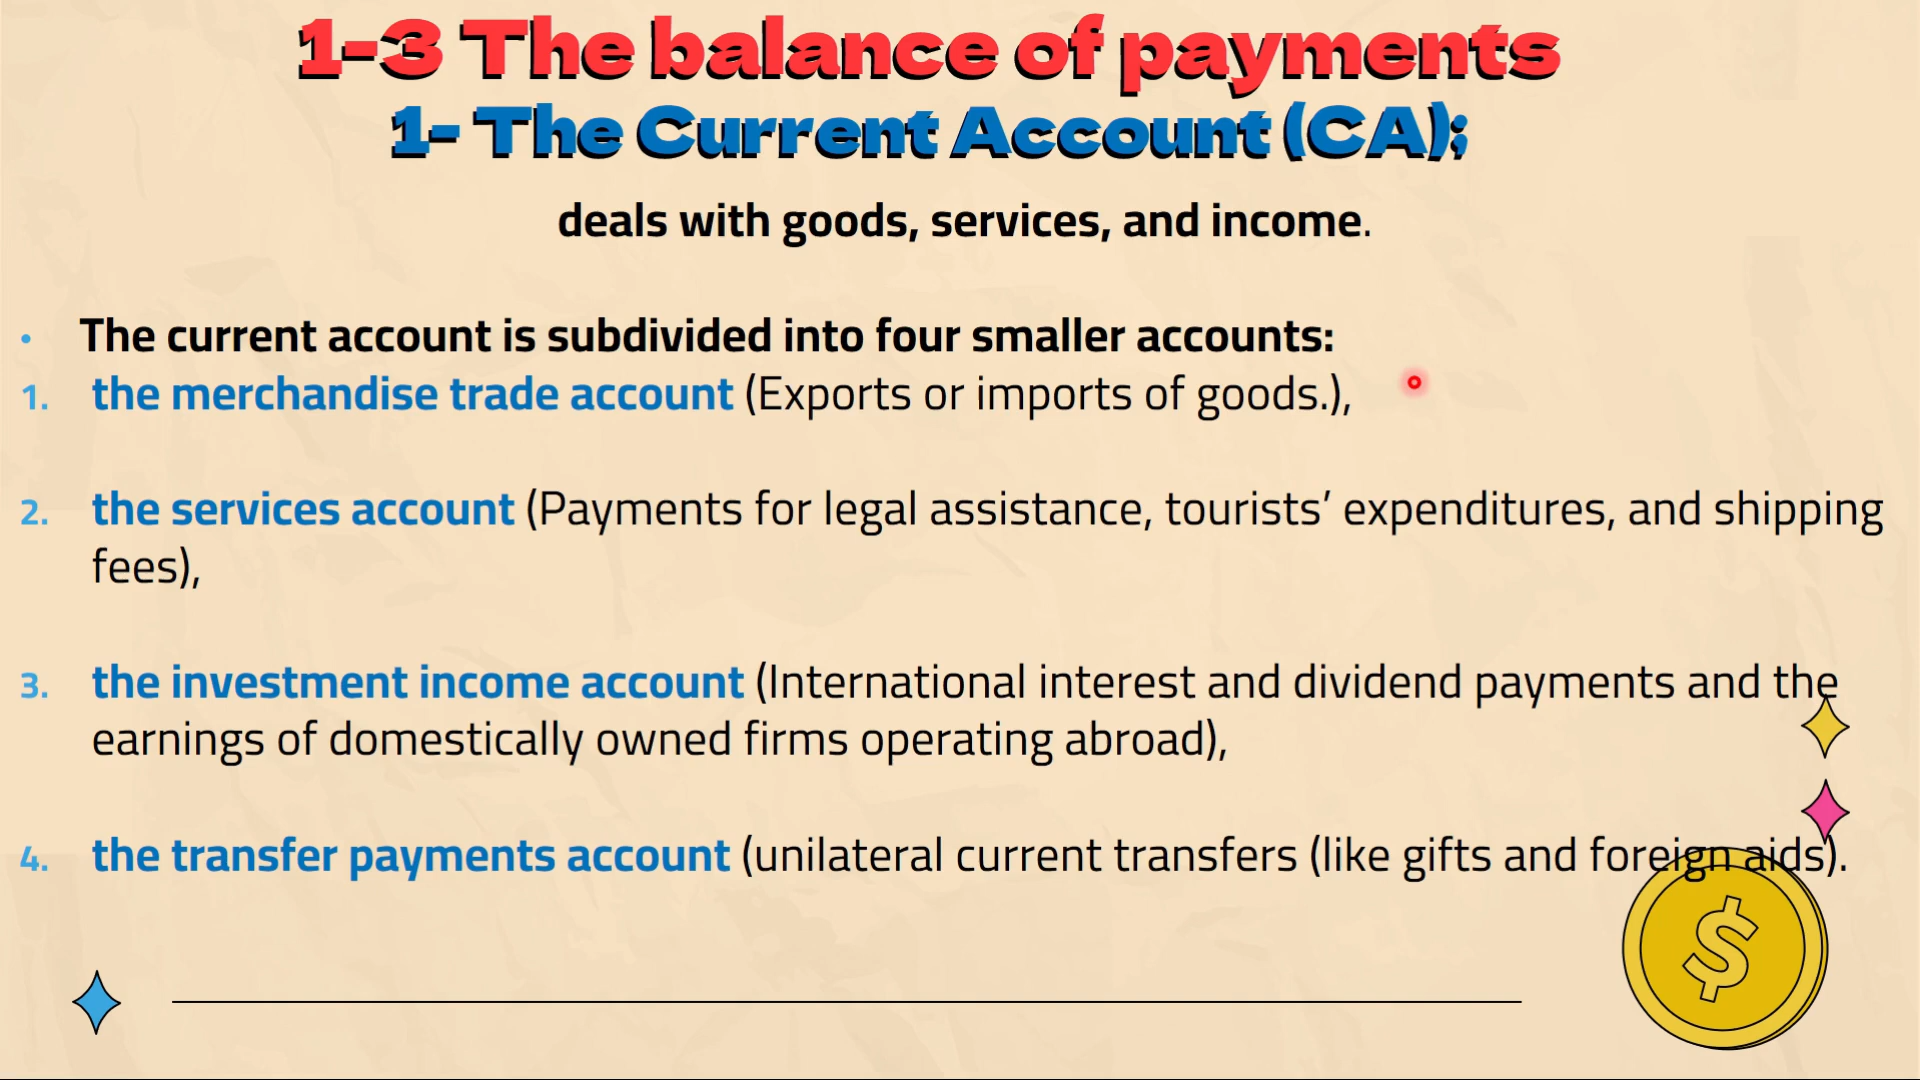 1-3 The balance of payments
1- The Current Account (CA);
deals with goods, services, and income.
• The current account is subdivided into four smaller accounts:
1. the merchandise trade account (Exports or imports of goods.),
2. the services account (Payments for legal assistance, tourists’ expenditures, and shipping
fees),
3. the investment income account (International interest and dividend payments and the
earnings of domestically owned firms operating abroad),
4. the transfer payments account (unilateral current transfers (like gifts and foreign aids).
$